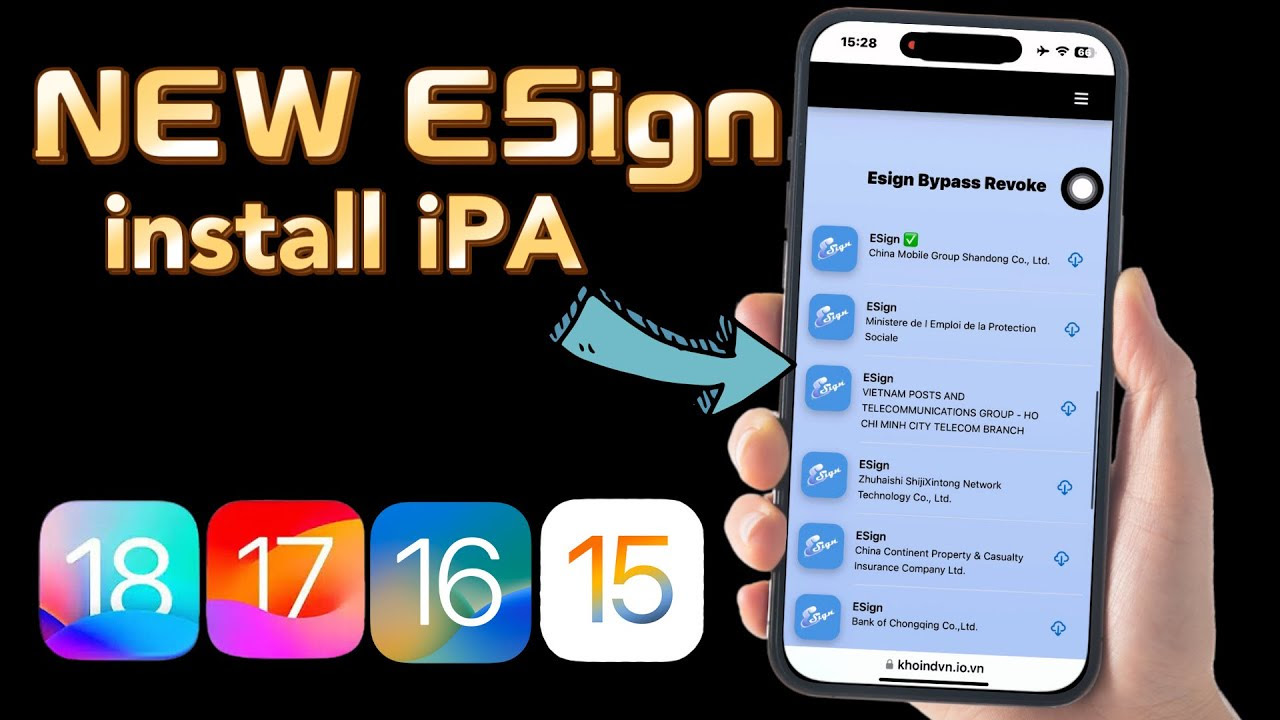 NEW ESign
install iPA
18
17
16
15
15:28
66
Esign Bypass Revoke
ESign ✅
China Mobile Group Shandong Co., Ltd.
ESign
Ministere de l Emploi de la Protection
Sociale
ESign
VIETNAM POSTS AND
TELECOMMUNICATIONS GROUP - HO
CHI MINH CITY TELECOM BRANCH
ESign
Zhuhaishi ShijiXintong Network
Technology Co., Ltd.
ESign
China Continent Property & Casualty
Insurance Company Ltd.
ESign
Bank of Chongqing Co.,Ltd.
khoindvn.io.vn